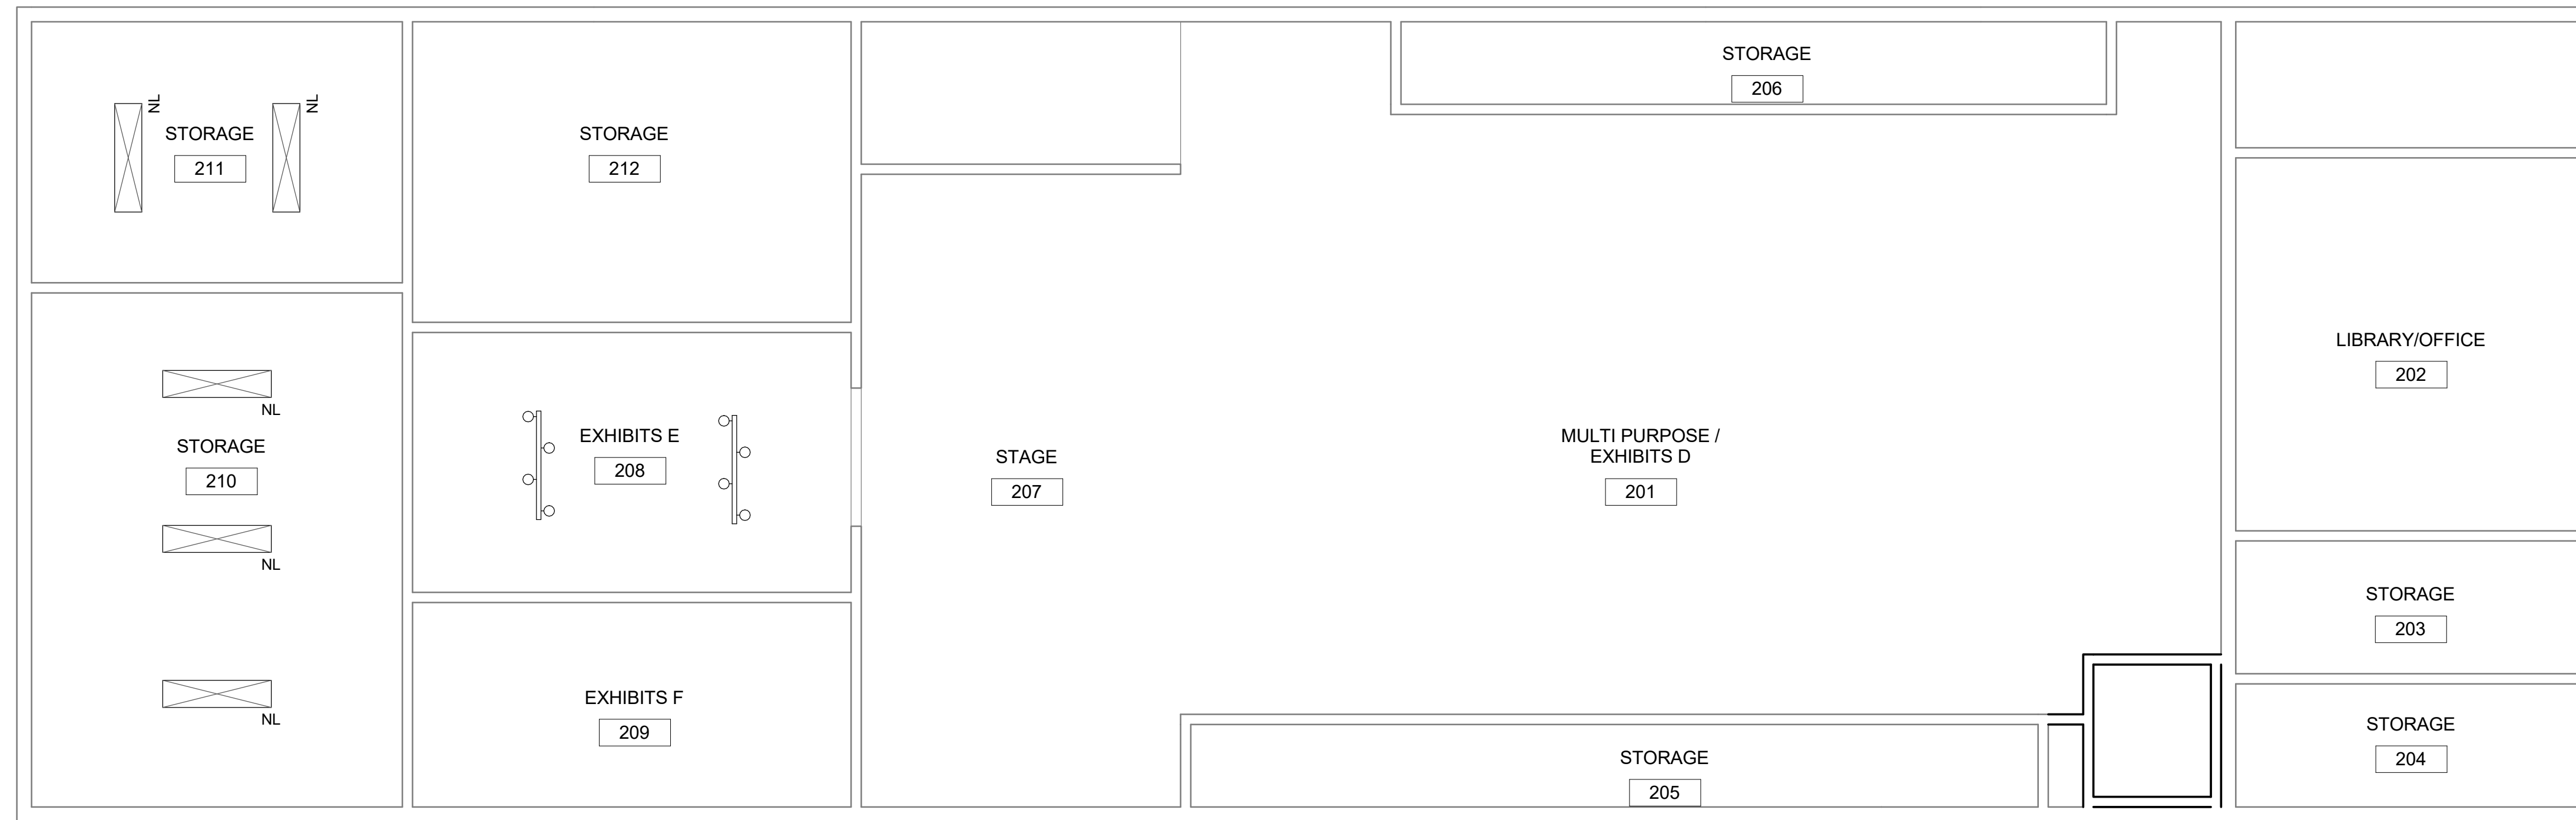 NL
NL
STORAGE
211
STORAGE
212
STORAGE
206
NL
STORAGE
210
NL
NL
EXHIBITS E
208
EXHIBITS F
209
STAGE
207
MULTI PURPOSE /
EXHIBITS D
201
STORAGE
205
LIBRARY/OFFICE
202
STORAGE
203
STORAGE
204